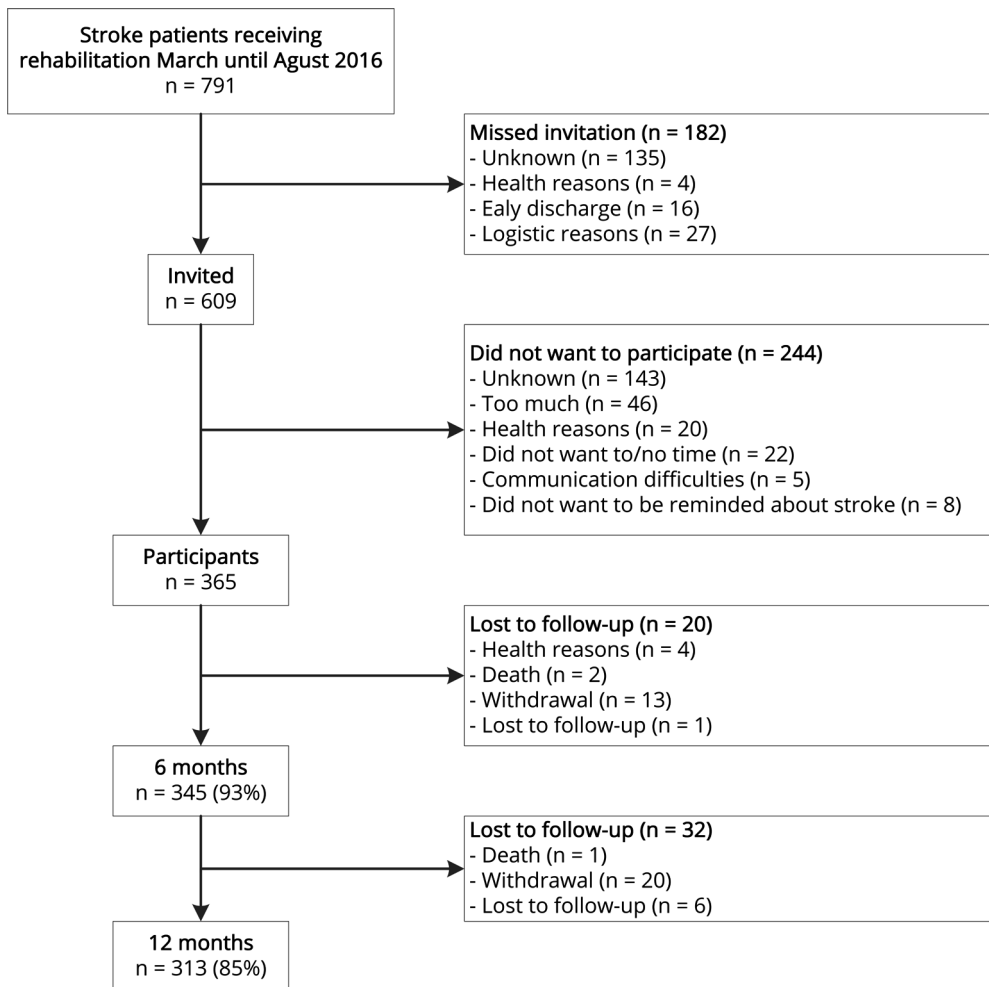 Stroke patients receiving
rehabilitation March until Agust 2016
n = 791
Missed invitation (n = 182)
- Unknown (n = 135)
- Health reasons (n = 4)
- Ealy discharge (n = 16)
- Logistic reasons (n = 27)
Invited
n = 609
Did not want to participate (n = 244)
- Unknown (n = 143)
- Too much (n = 46)
- Health reasons (n = 20)
- Did not want to/no time (n = 22)
- Communication difficulties (n = 5)
- Did not want to be reminded about stroke (n = 8)
Participants
n = 365
Lost to follow-up (n = 20)
- Health reasons (n = 4)
- Death (n = 2)
- Withdrawal (n = 13)
- Lost to follow-up (n = 1)
6 months
n = 345 (93%)
Lost to follow-up (n = 32)
- Death (n = 1)
- Withdrawal (n = 20)
- Lost to follow-up (n = 6)
12 months
n = 313 (85%)